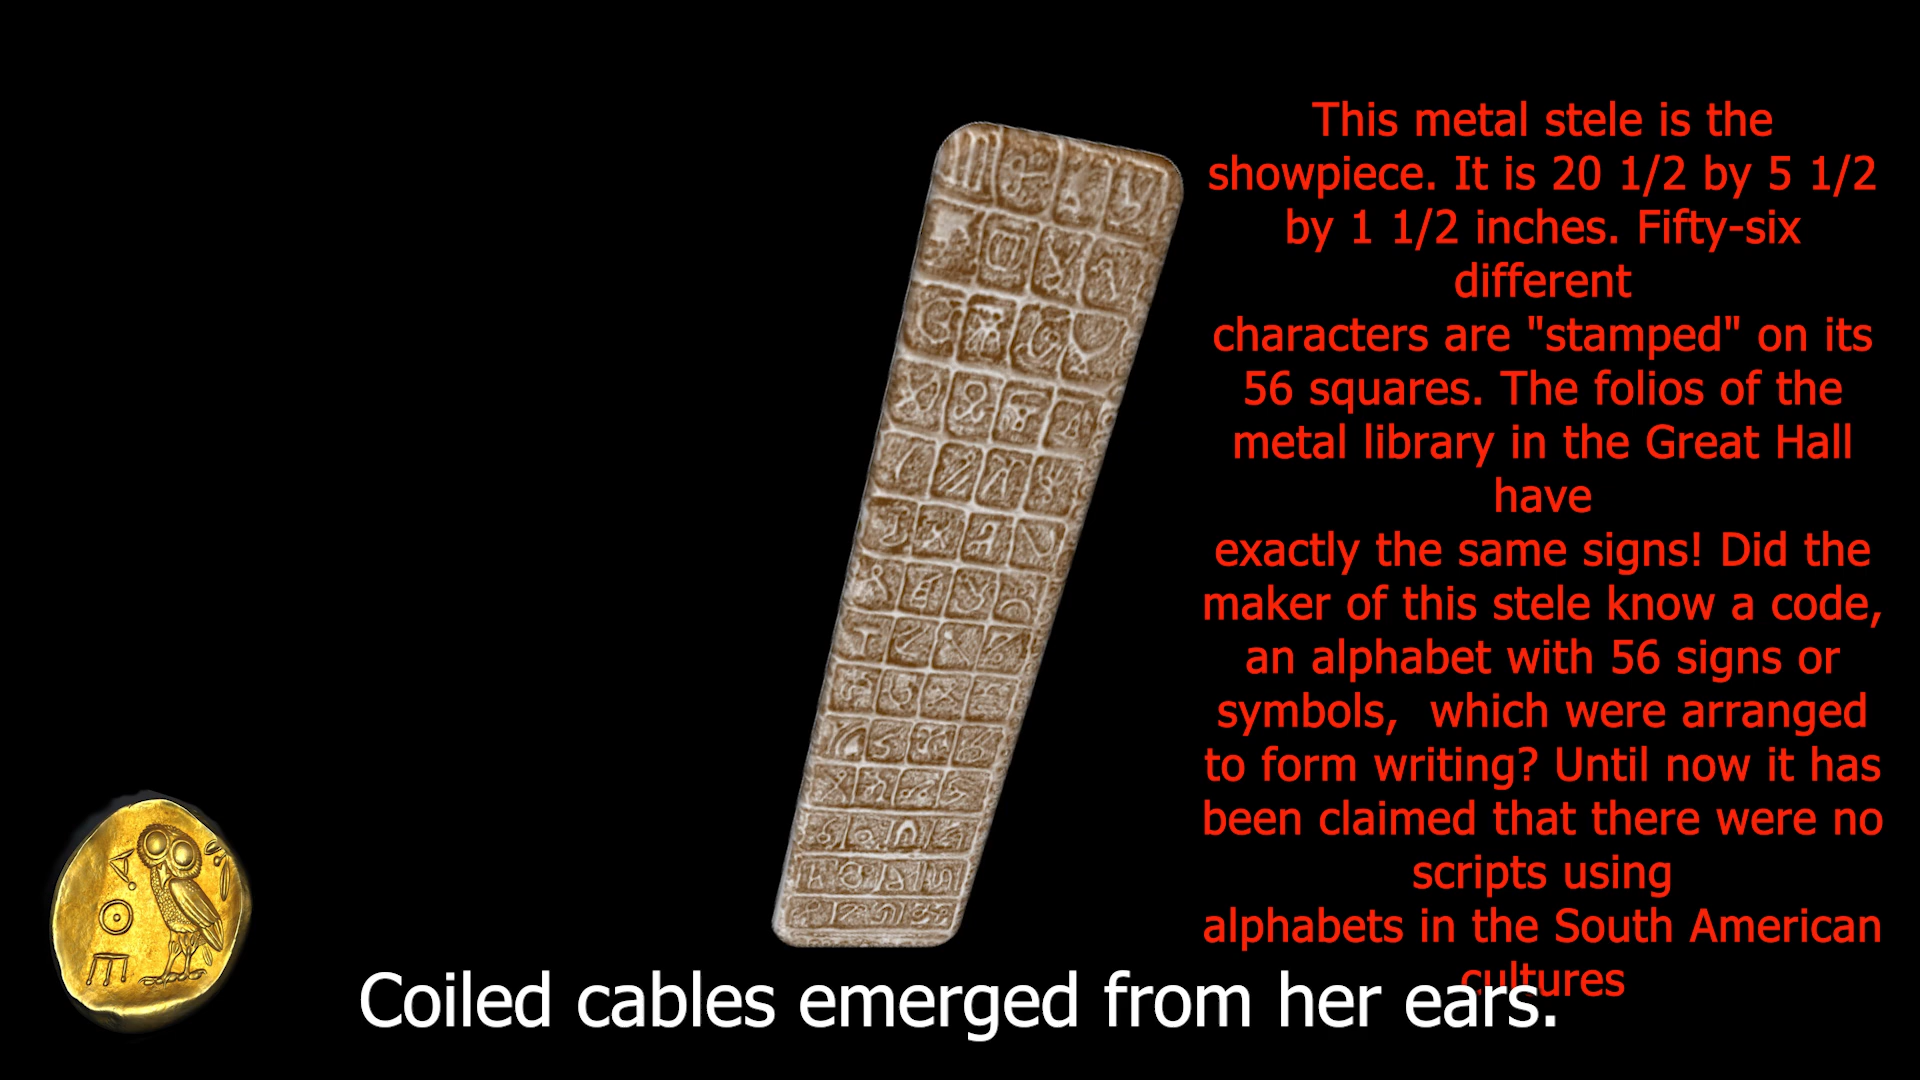 This metal stele is the
showpiece. It is 20 1/2 by 5 1/2
by 1 1/2 inches. Fifty-six
different
characters are "stamped" on its
56 squares. The folios of the
metal library in the Great Hall
have
exactly the same signs! Did the
maker of this stele know a code,
an alphabet with 56 signs or
symbols,  which were arranged
to form writing? Until now it has
been claimed that there were no
scripts using
alphabets in the South American
cultures
Coiled cables emerged from her ears.